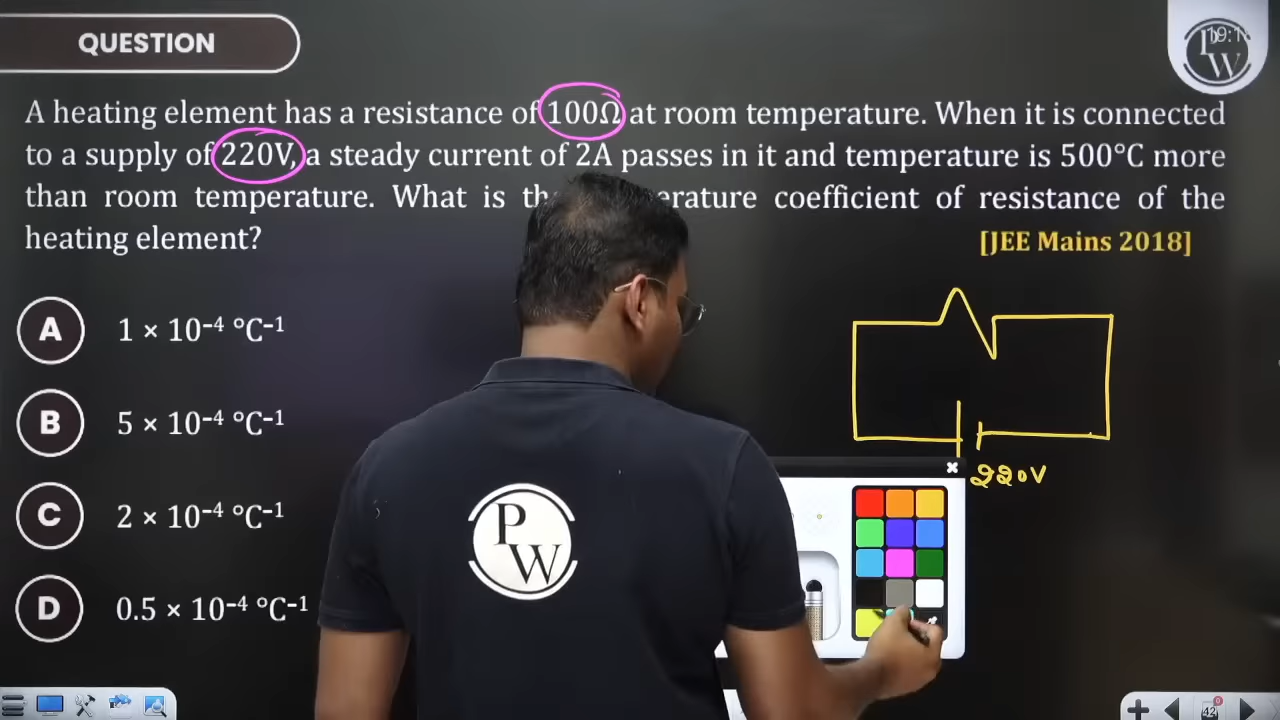 QUESTION
A heating element has a resistance of 100Ω at room temperature. When it is connected
to a supply of 220V, a steady current of 2A passes in it and temperature is 500°C more
than room temperature. What is coefficient of resistance of the
heating element?
[JEE Mains 2018]
A 1 × 10⁻⁴ °C⁻¹
B 5 × 10⁻⁴ °C⁻¹
C 2 × 10⁻⁴ °C⁻¹
D 0.5 × 10⁻⁴ °C⁻¹
220V
P
W
42